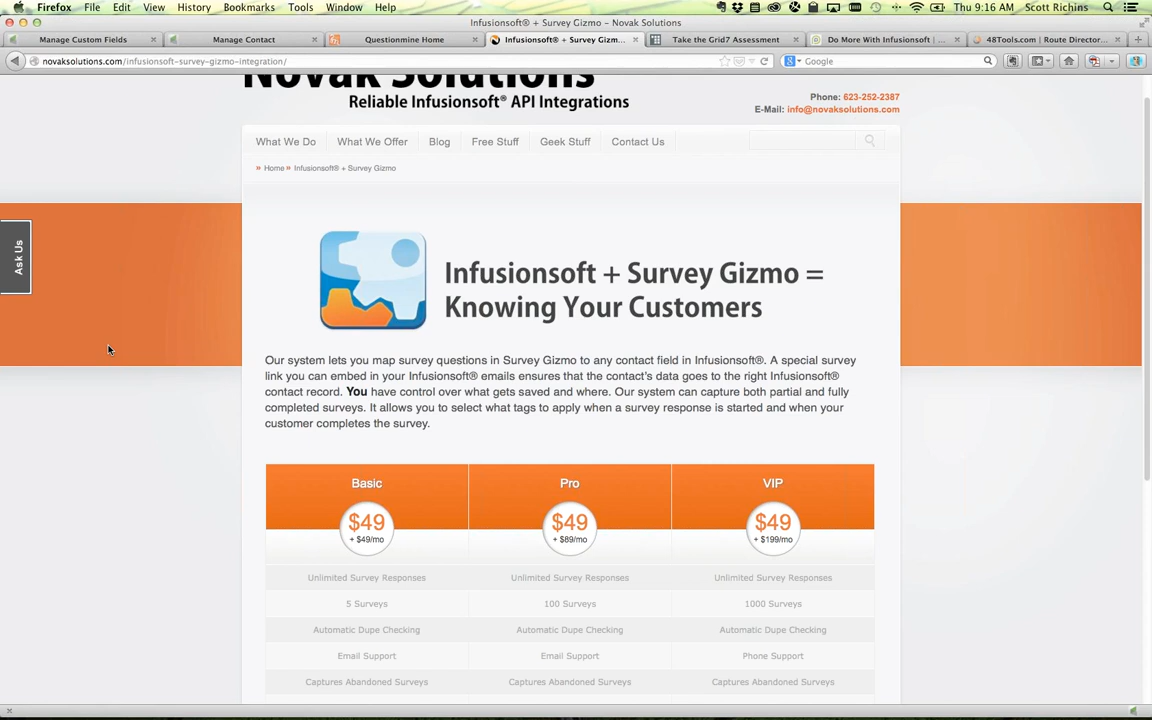 Firefox File Edit View History Bookmarks Tools Window Help Thu 9:16 AM Scott Richins
Infusionsoft® + Survey Gizmo – Novak Solutions
Manage Custom Fields Manage Contact Questionmine Home Infusionsoft® + Survey Gizm... Take the Grid7 Assessment Do More With Infusionsoft | ... 48Tools.com | Route Director...
novaksolutions.com/infusionsoft-survey-gizmo-integration/ Google
Novak Solutions
Reliable Infusionsoft® API Integrations
Phone: 623-252-2387
E-Mail: info@novaksolutions.com
What We Do What We Offer Blog Free Stuff Geek Stuff Contact Us
» Home » Infusionsoft® + Survey Gizmo
Ask Us
Infusionsoft + Survey Gizmo =
Knowing Your Customers
Our system lets you map survey questions in Survey Gizmo to any contact field in Infusionsoft®. A special survey
link you can embed in your Infusionsoft® emails ensures that the contact's data goes to the right Infusionsoft®
contact record. You have control over what gets saved and where. Our system can capture both partial and fully
completed surveys. It allows you to select what tags to apply when a survey response is started and when your
customer completes the survey.
Basic Pro VIP
$49 $49 $49
+ $49/mo + $89/mo + $199/mo
Unlimited Survey Responses Unlimited Survey Responses Unlimited Survey Responses
5 Surveys 100 Surveys 1000 Surveys
Automatic Dupe Checking Automatic Dupe Checking Automatic Dupe Checking
Email Support Email Support Phone Support
Captures Abandoned Surveys Captures Abandoned Surveys Captures Abandoned Surveys